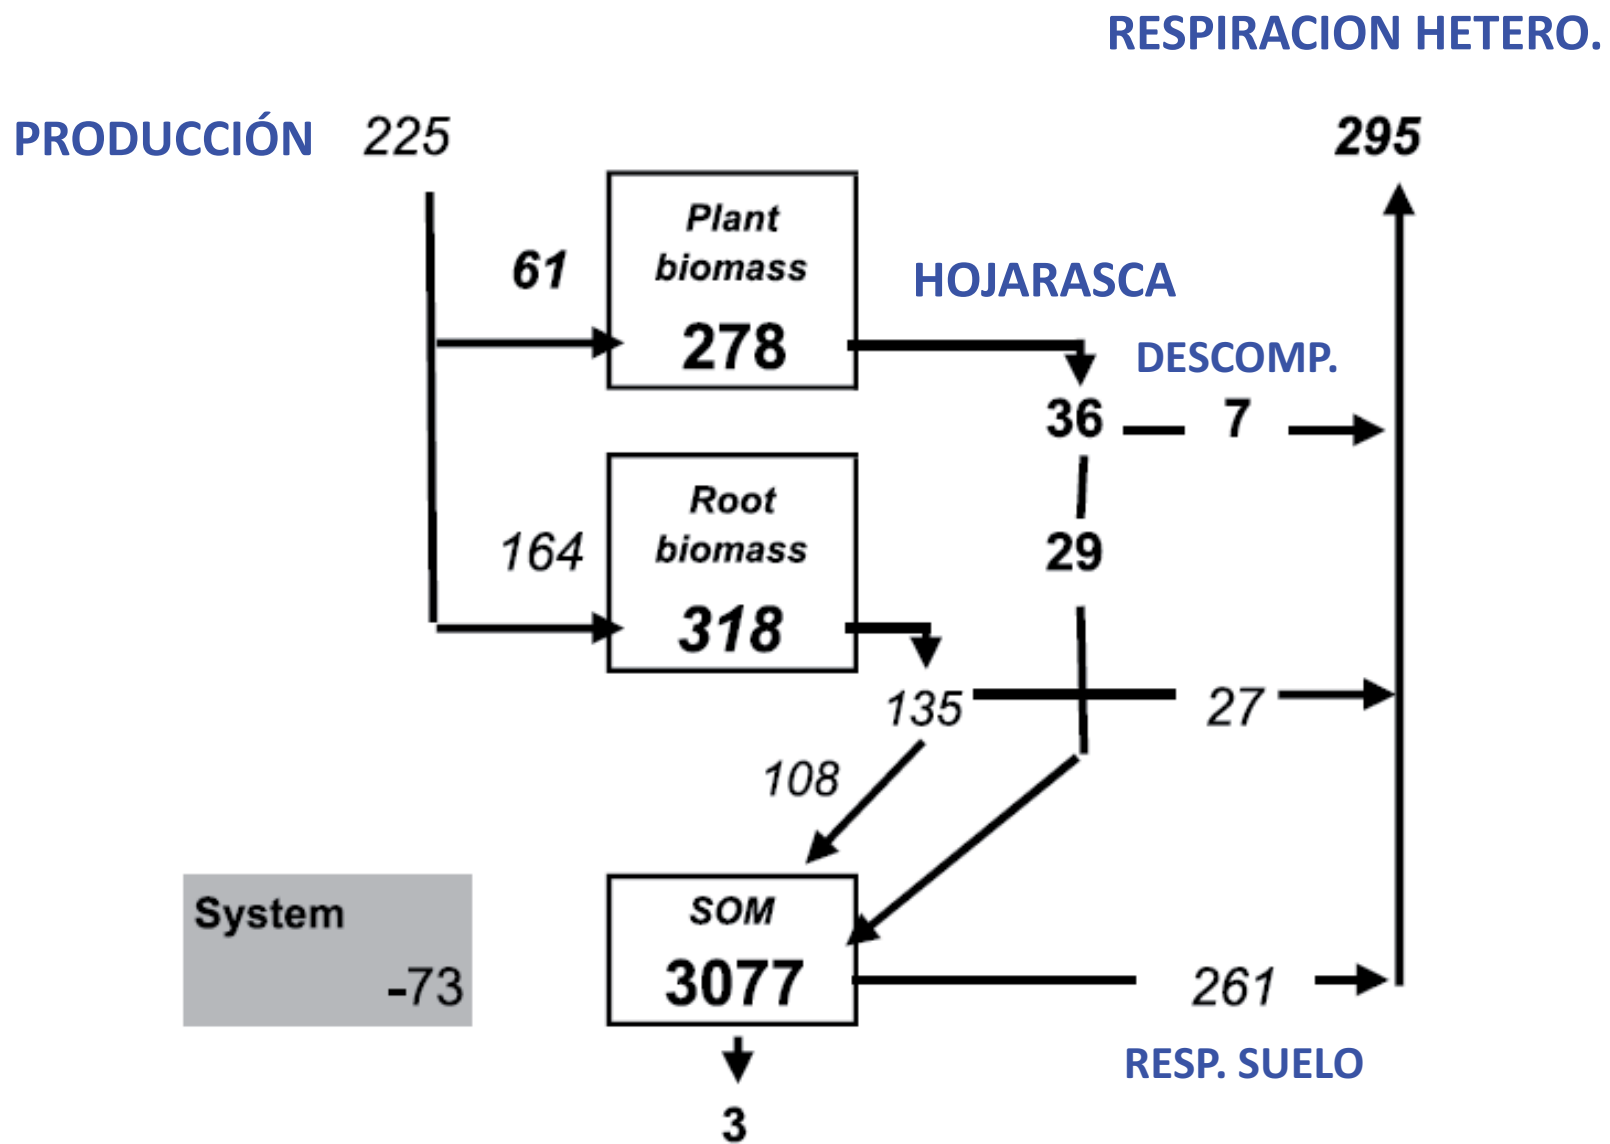 RESPIRACION HETERO.
PRODUCCIÓN 225
295
Plant
biomass
278
61
HOJARASCA
DESCOMP.
36
7
Root
biomass
318
164
29
135
27
108
System
-73
SOM
3077
261
RESP. SUELO
3